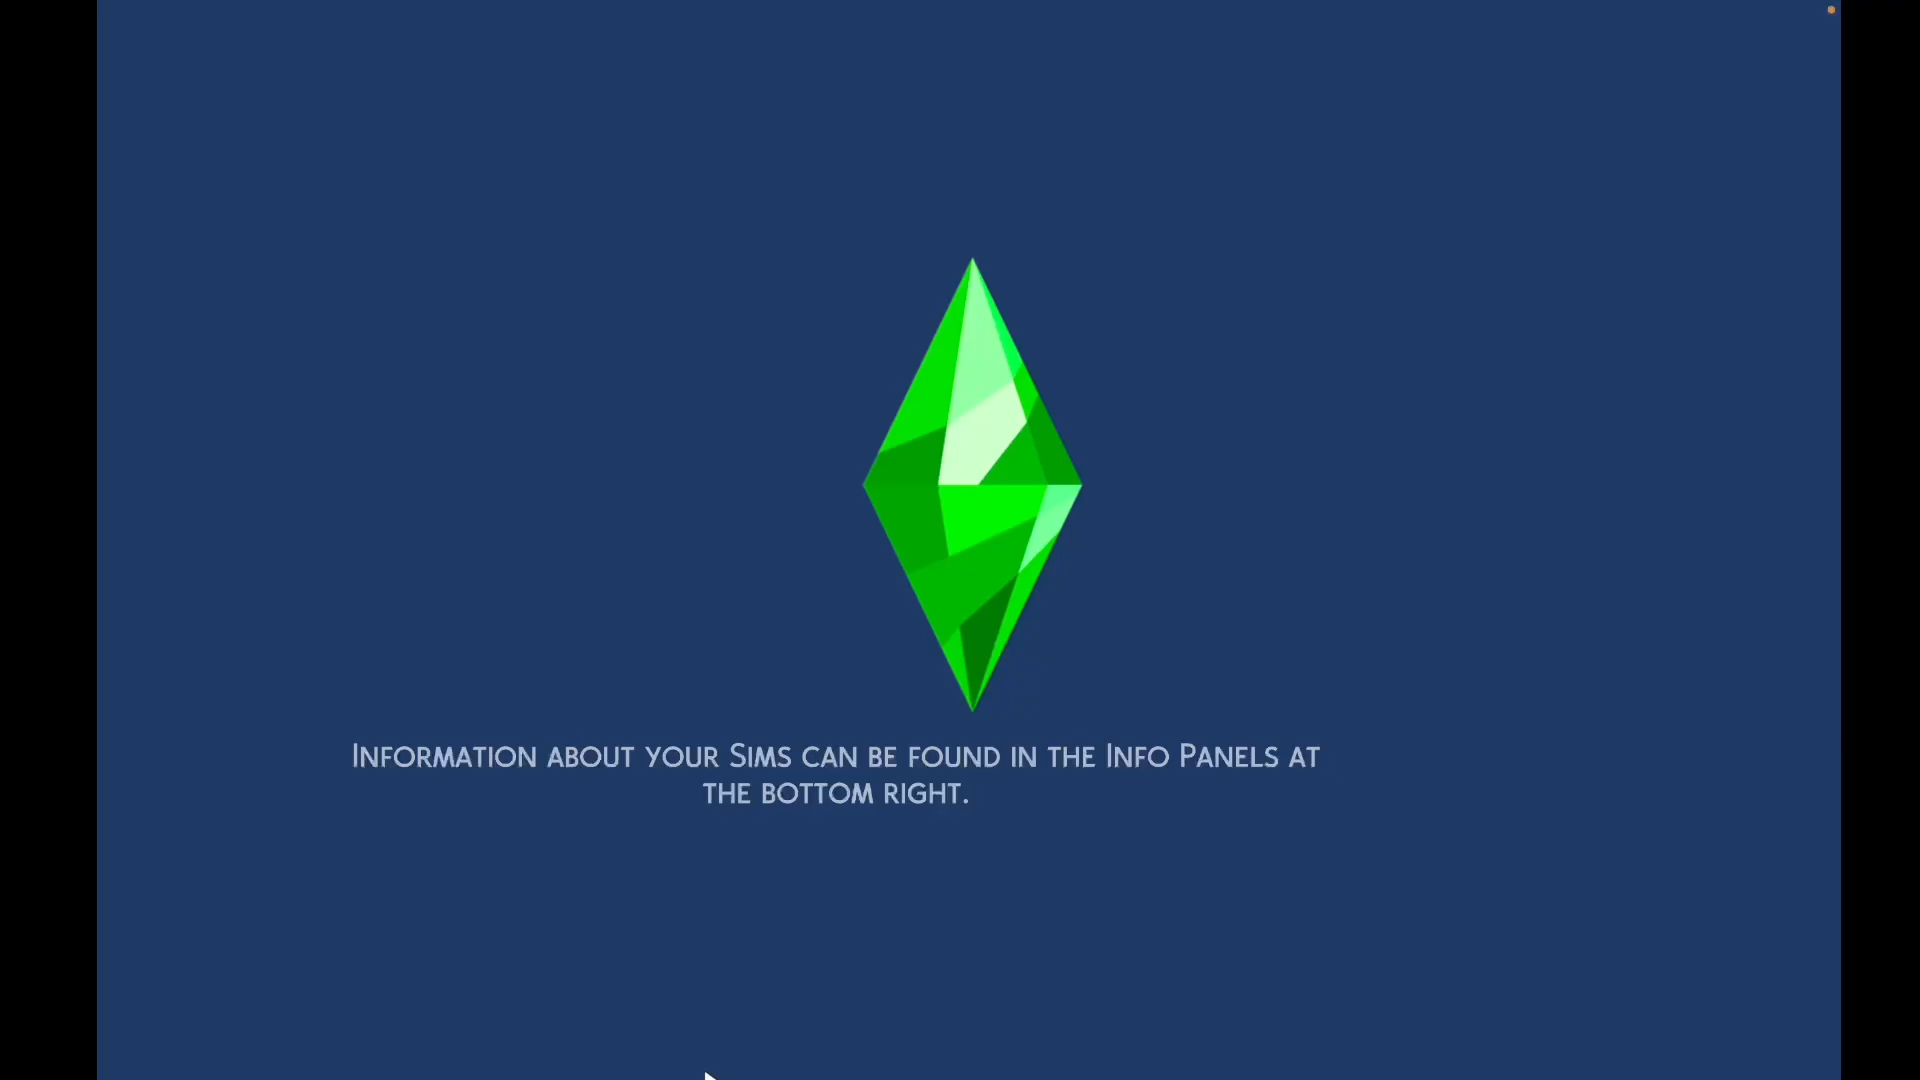 Information about your Sims can be found in the Info Panels at
the bottom right.